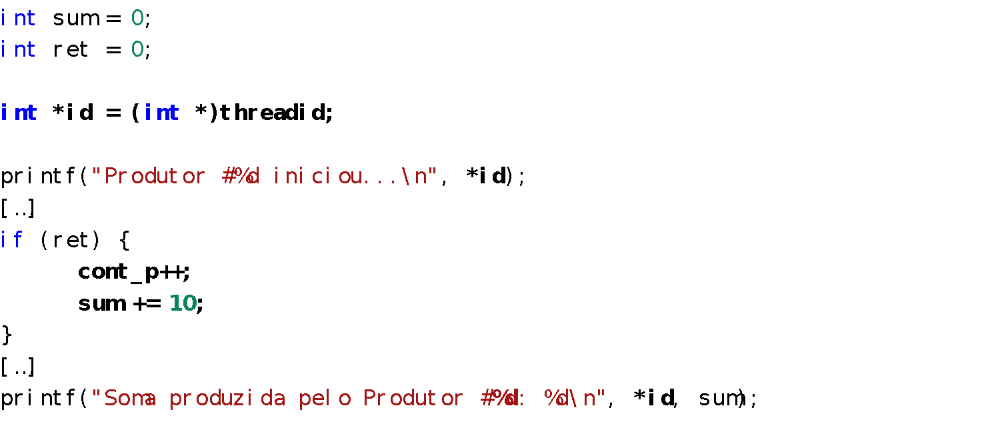 int sum = 0;
int ret = 0;
int *id = (int *)threadid;
printf("Produtor #%d iniciou...\n", *id);
[..]
if (ret) {
cont_p++;
sum += 10;
}
[..]
printf("Soma produzida pelo Produtor #%d: %d\n", *id, sum);